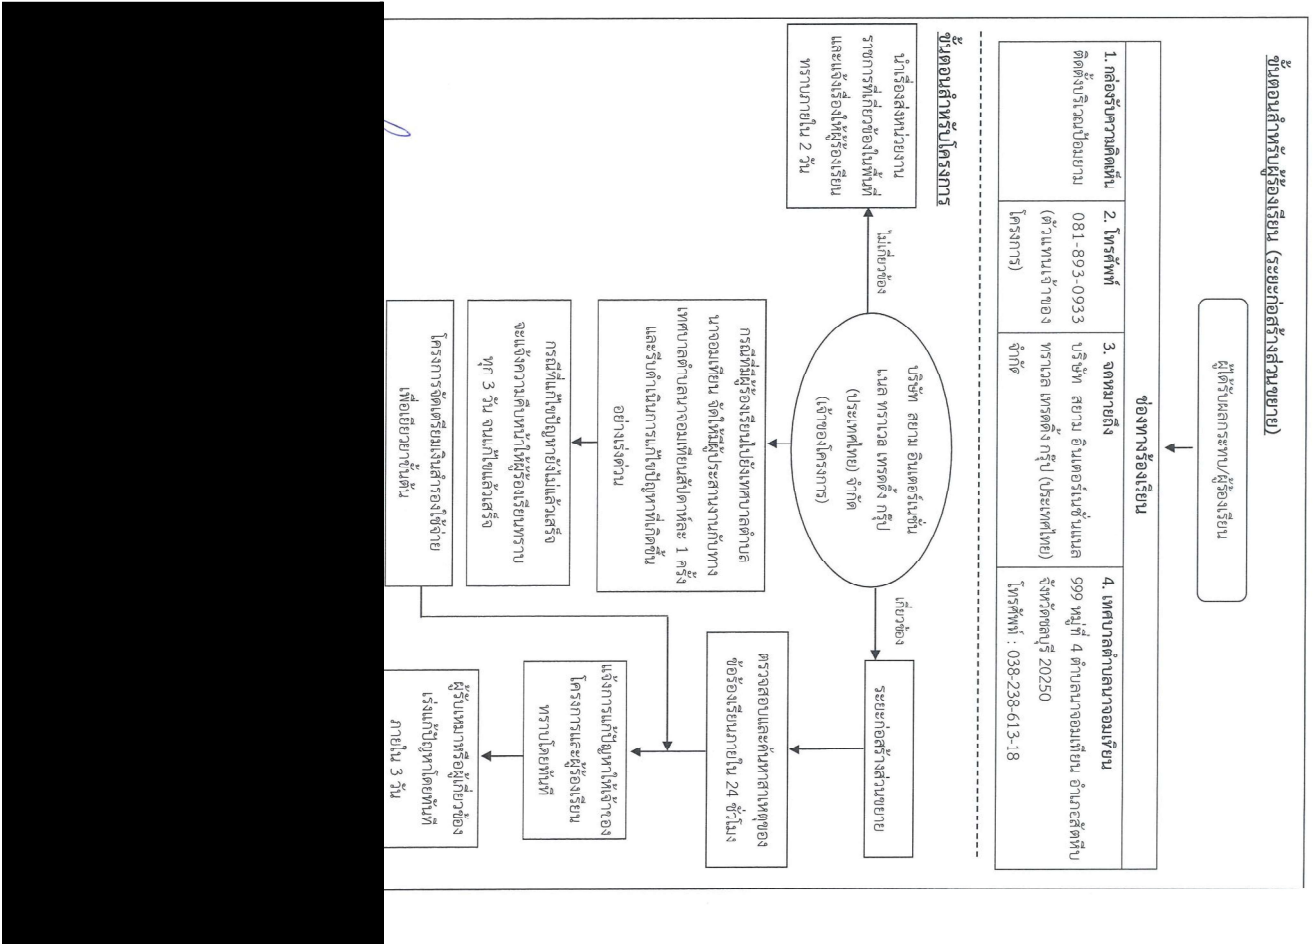 ขั้นตอนสำหรับผู้ร้องเรียน (ระยะก่อสร้างส่วนขยาย)
ผู้ได้รับผลกระทบ/ผู้ร้องเรียน
ช่องทางร้องเรียน
1. กล่องรับความคิดเห็น
ติดตั้งบริเวณป้อมยาม
2. โทรศัพท์
081-893-0933
(ตัวแทนเจ้าของ
โครงการ)
3. จดหมายถึง
บริษัท สยาม อินเตอร์เนชั่นแนล
ทราเวล เทรดดิ้ง กรุ๊ป (ประเทศไทย)
จำกัด
4. เทศบาลตำบลนาจอมเทียน
999 หมู่ที่ 4 ตำบลนาจอมเทียน อำเภอสัตหีบ
จังหวัดชลบุรี 20250
โทรศัพท์ : 038-238-613-18
ขั้นตอนสำหรับโครงการ
นำเรื่องส่งหน่วยงาน
ราชการที่เกี่ยวข้องในพื้นที่
และแจ้งเรื่องให้ผู้ร้องเรียน
ทราบภายใน 2 วัน
ไม่เกี่ยวข้อง
บริษัท สยาม อินเตอร์เนชั่น
แนล ทราเวล เทรดดิ้ง กรุ๊ป
(ประเทศไทย) จำกัด
(เจ้าของโครงการ)
เกี่ยวข้อง
ระยะก่อสร้างส่วนขยาย
กรณีที่มีผู้ร้องเรียนไปยังเทศบาลตำบล
นาจอมเทียน จัดให้มีผู้ประสานงานกับทาง
เทศบาลตำบลนาจอมเทียนสัปดาห์ละ 1 ครั้ง
และรีบดำเนินการแก้ไขปัญหาที่เกิดขึ้น
อย่างเร่งด่วน
ตรวจสอบและค้นหาสาเหตุของ
ข้อร้องเรียนภายใน 24 ชั่วโมง
กรณีที่แก้ไขปัญหายังไม่แล้วเสร็จ
จะแจ้งความคืบหน้าให้ผู้ร้องเรียนทราบ
ทุก 3 วัน จนแก้ไขแล้วเสร็จ
แจ้งการแก้ปัญหาให้เจ้าของ
โครงการและผู้ร้องเรียน
ทราบโดยทันที
โครงการจัดเตรียมเงินสำรองใช้จ่าย
เพื่อเยียวยาขั้นต้น
ผู้รับเหมาหรือผู้เกี่ยวข้อง
เร่งแก้ปัญหาโดยทันที
ภายใน 3 วัน